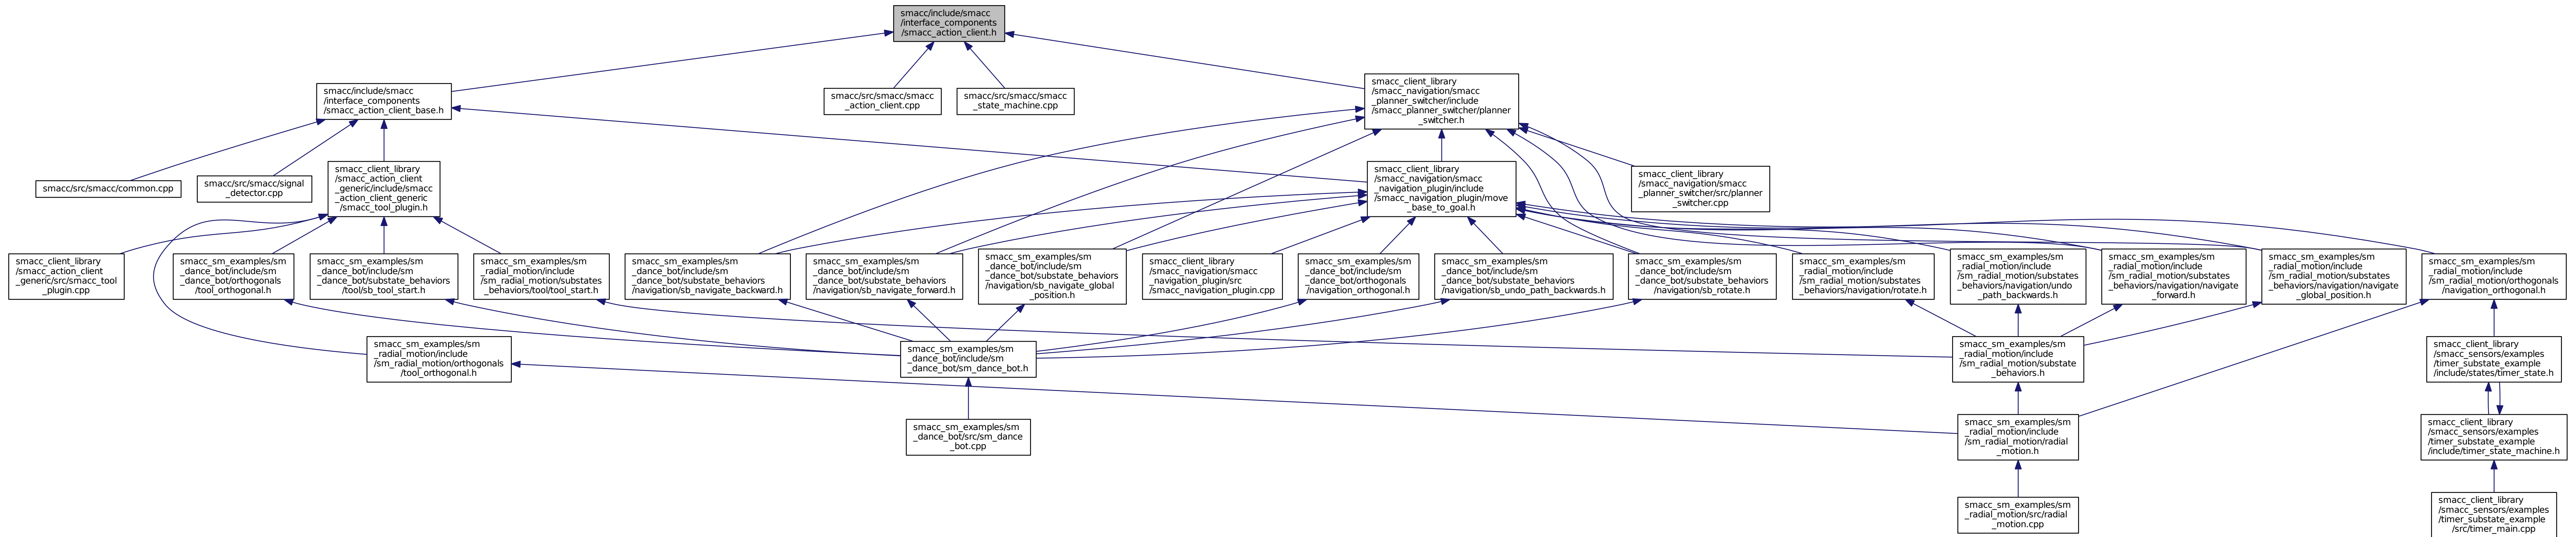 smacc/include/smacc
/interface_components
/smacc_action_client.h
smacc/include/smacc
/interface_components
/smacc_action_client_base.h
smacc/src/smacc/smacc
_action_client.cpp
smacc/src/smacc/smacc
_state_machine.cpp
smacc_client_library
/smacc_navigation/smacc
_planner_switcher/include
/smacc_planner_switcher/planner
_switcher.h
smacc/src/smacc/common.cpp
smacc/src/smacc/signal
_detector.cpp
smacc_client_library
/smacc_action_client
_generic/include/smacc
_action_client_generic
/smacc_tool_plugin.h
smacc_client_library
/smacc_navigation/smacc
_navigation_plugin/include
/smacc_navigation_plugin/move
_base_to_goal.h
smacc_client_library
/smacc_navigation/smacc
_planner_switcher/src/planner
_switcher.cpp
smacc_client_library
/smacc_action_client
_generic/src/smacc_tool
_plugin.cpp
smacc_sm_examples/sm
_dance_bot/include/sm
_dance_bot/orthogonals
/tool_orthogonal.h
smacc_sm_examples/sm
_dance_bot/include/sm
_dance_bot/substate_behaviors
/tool/sb_tool_start.h
smacc_sm_examples/sm
_radial_motion/include
/sm_radial_motion/substates
_behaviors/tool/tool_start.h
smacc_sm_examples/sm
_dance_bot/include/sm
_dance_bot/substate_behaviors
/navigation/sb_navigate_backward.h
smacc_sm_examples/sm
_dance_bot/include/sm
_dance_bot/substate_behaviors
/navigation/sb_navigate_forward.h
smacc_sm_examples/sm
_dance_bot/include/sm
_dance_bot/substate_behaviors
/navigation/sb_navigate_global
_position.h
smacc_client_library
/smacc_navigation/smacc
_navigation_plugin/src
/smacc_navigation_plugin.cpp
smacc_sm_examples/sm
_dance_bot/include/sm
_dance_bot/orthogonals
/navigation_orthogonal.h
smacc_sm_examples/sm
_dance_bot/include/sm
_dance_bot/substate_behaviors
/navigation/sb_undo_path_backwards.h
smacc_sm_examples/sm
_dance_bot/include/sm
_dance_bot/substate_behaviors
/navigation/sb_rotate.h
smacc_sm_examples/sm
_radial_motion/include
/sm_radial_motion/substates
_behaviors/navigation/rotate.h
smacc_sm_examples/sm
_radial_motion/include
/sm_radial_motion/substates
_behaviors/navigation/undo
_path_backwards.h
smacc_sm_examples/sm
_radial_motion/include
/sm_radial_motion/substates
_behaviors/navigation/navigate
_forward.h
smacc_sm_examples/sm
_radial_motion/include
/sm_radial_motion/substates
_behaviors/navigation/navigate
_global_position.h
smacc_sm_examples/sm
_radial_motion/include
/sm_radial_motion/orthogonals
/navigation_orthogonal.h
smacc_sm_examples/sm
_radial_motion/include
/sm_radial_motion/orthogonals
/tool_orthogonal.h
smacc_sm_examples/sm
_dance_bot/include/sm
_dance_bot/sm_dance_bot.h
smacc_sm_examples/sm
_radial_motion/include
/sm_radial_motion/substate
_behaviors.h
smacc_client_library
/smacc_sensors/examples
/timer_substate_example
/include/states/timer_state.h
smacc_sm_examples/sm
_dance_bot/src/sm_dance
_bot.cpp
smacc_sm_examples/sm
_radial_motion/include
/sm_radial_motion/radial
_motion.h
smacc_client_library
/smacc_sensors/examples
/timer_substate_example
/include/timer_state_machine.h
smacc_sm_examples/sm
_radial_motion/src/radial
_motion.cpp
smacc_client_library
/smacc_sensors/examples
/timer_substate_example
/src/timer_main.cpp